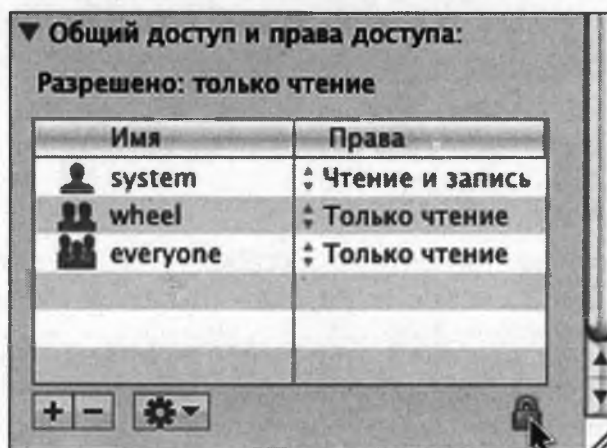 Общий доступ и права доступа:
Разрешено: только чтение
Имя Права
system Чтение и запись
wheel Только чтение
everyone Только чтение